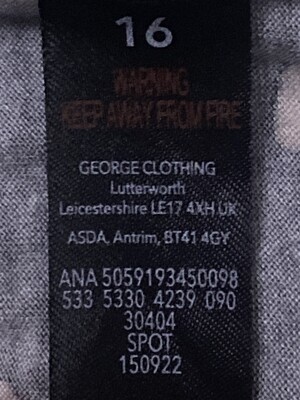 16
WARNING
KEEP AWAY FROM FIRE
GEORGE CLOTHING
Lutterworth
Leicestershire LE17 4XH UK
ASDA, Antrim, BT41 4GY
ANA 5059193450098
533 5330 4239 090
30404
SPOT
150922